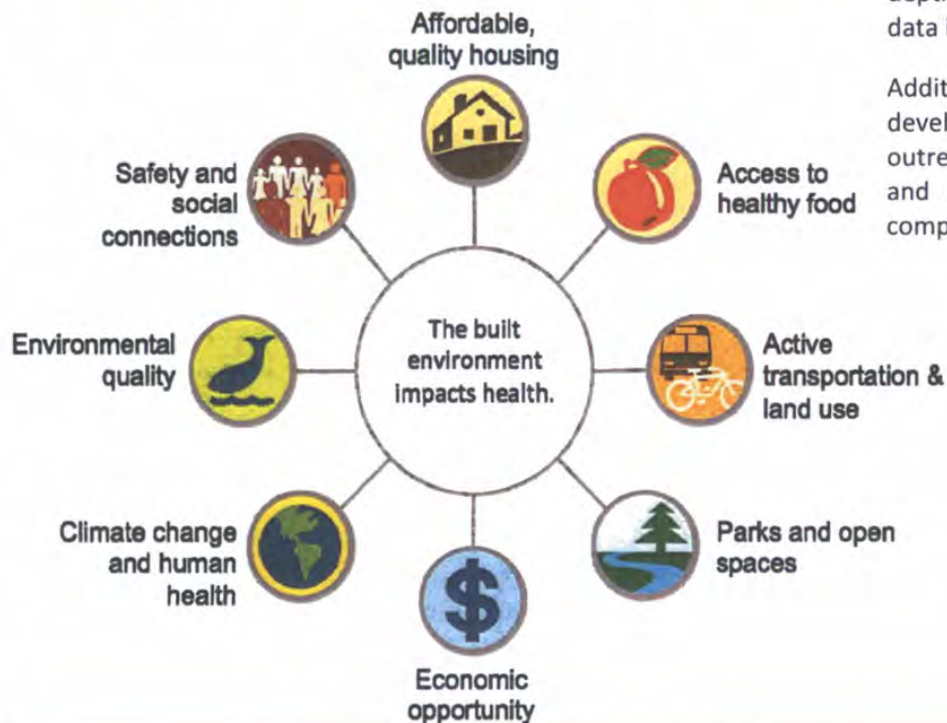 Affordable,
quality housing
data i
Addit
devel
outre
and
comp
Safety and
social
connections
Access to
healthy food
Environmental
quality
The built
environment
impacts health.
Active
transportation &
land use
Climate change
and human
health
Parks and open
spaces
$
Economic
opportunity